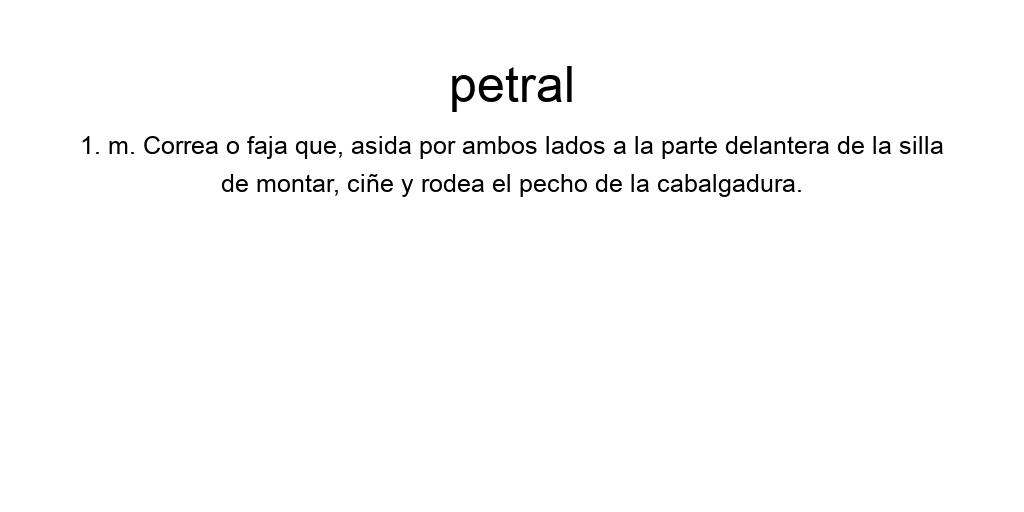 petral
1. m. Correa o faja que, asida por ambos lados a la parte delantera de la silla
de montar, ciñe y rodea el pecho de la cabalgadura.